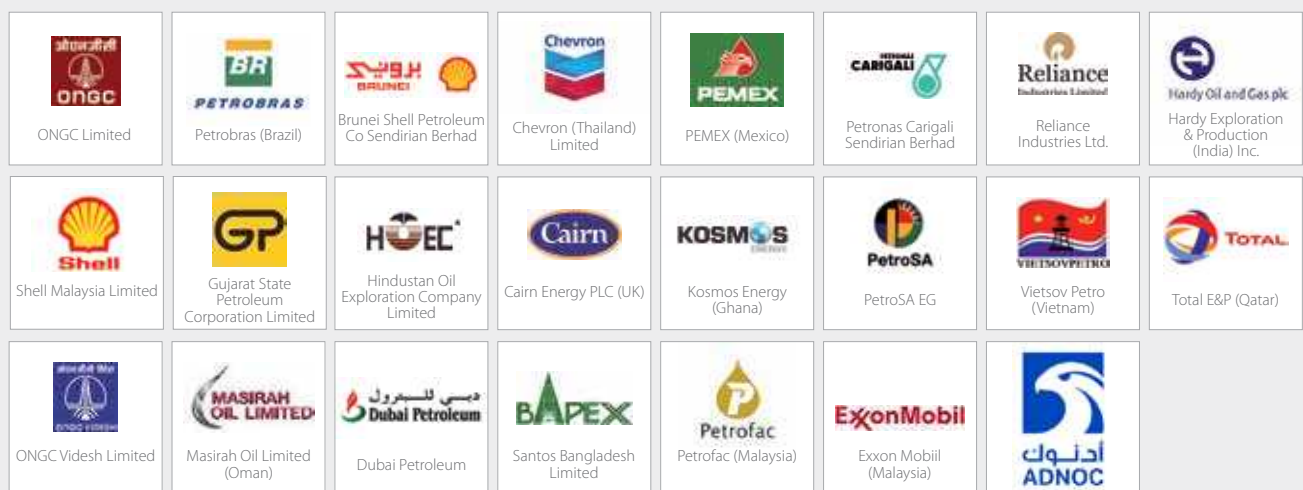 ओएनजीसी
ONGC
ONGC Limited
BR
PETROBRAS
Petrobras (Brazil)
BRUNEI
Brunei Shell Petroleum
Co Sendirian Berhad
Chevron
Chevron (Thailand)
Limited
PEMEX
PEMEX (Mexico)
PETRONAS
CARIGALI
Petronas Carigali
Sendirian Berhad
Reliance
Industries Limited
Reliance
Industries Ltd.
Hardy Oil and Gas plc
Hardy Exploration
& Production
(India) Inc.
Shell
Shell Malaysia Limited
GP
Gujarat State
Petroleum
Corporation Limited
HOEC
Hindustan Oil
Exploration Company
Limited
Cairn
Cairn Energy PLC (UK)
KOSMOS
ENERGY
Kosmos Energy
(Ghana)
PetroSA
PetroSA EG
VIETSOVPETRO
Vietsov Petro
(Vietnam)
TOTAL
Total E&P (Qatar)
ओएनजीसी विदेश
ONGC VIDESH
ONGC Videsh Limited
MASIRAH
OIL LIMITED
Masirah Oil Limited
(Oman)
دبي للبترول
Dubai Petroleum
Dubai Petroleum
BAPEX
Santos Bangladesh
Limited
P
Petrofac
Petrofac (Malaysia)
ExxonMobil
Exxon Mobiil
(Malaysia)
أدنوك
ADNOC